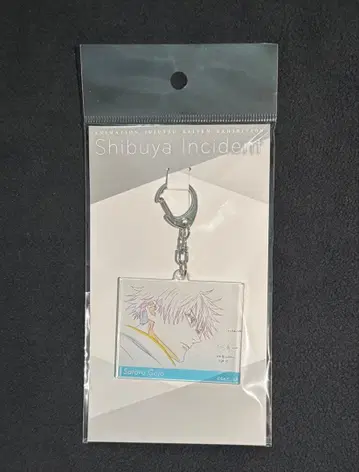 ANIMATION JUJUTSU KAISEN EXHIBITION
Shibuya Incident
Satoru Gojo